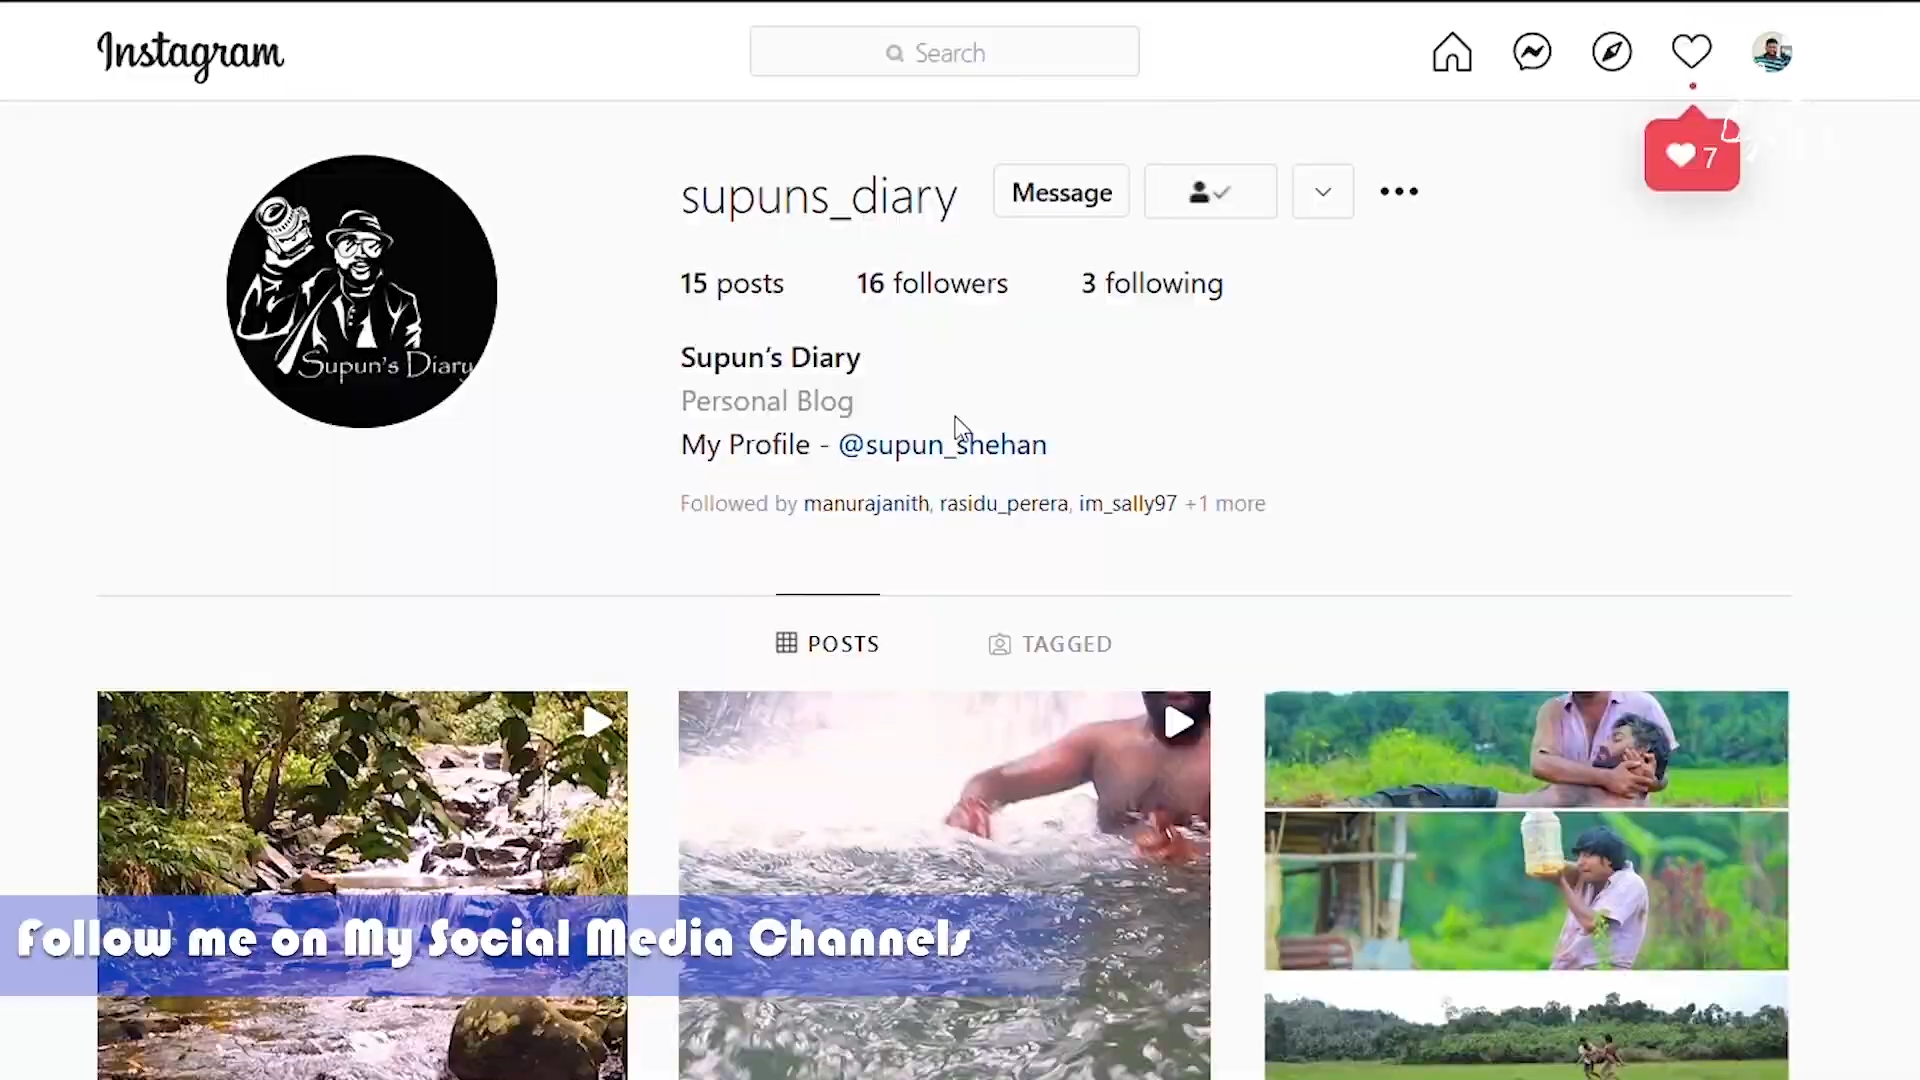 Instagram
Search
7
supuns_diary
Message
15 posts 16 followers 3 following
Supun's Diary
Supun’s Diary
Personal Blog
My Profile - @supun_shehan
Followed by manurajanith, rasidu_perera, im_sally97 +1 more
POSTS TAGGED
Follow me on My Social Media Channels